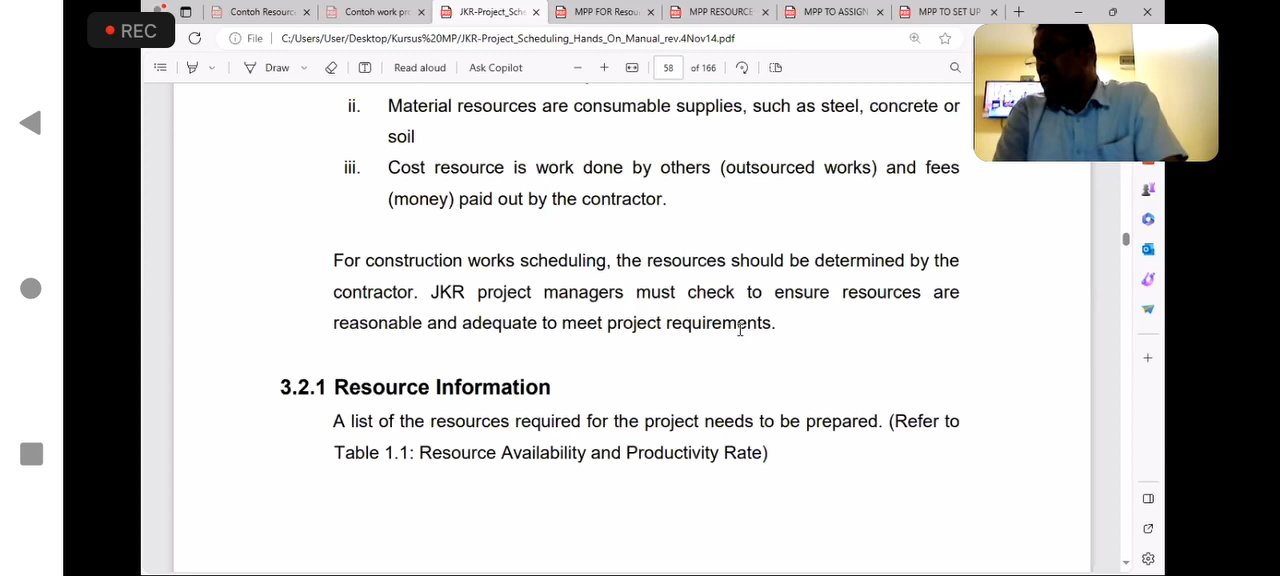 REC
Contoh Resourc
Contoh work pr
JKR-Project_Sche
MPP FOR Resou
MPP RESOURCE
MPP TO ASSIGN
MPP TO SET UP
File
C:/Users/User/Desktop/Kursus%20MP/JKR-Project_Scheduling_Hands_On_Manual_rev.4Nov14.pdf
Draw
Read aloud
Ask Copilot
58 of 166
ii. Material resources are consumable supplies, such as steel, concrete or
soil
iii. Cost resource is work done by others (outsourced works) and fees
(money) paid out by the contractor.
For construction works scheduling, the resources should be determined by the
contractor. JKR project managers must check to ensure resources are
reasonable and adequate to meet project requirements.
3.2.1 Resource Information
A list of the resources required for the project needs to be prepared. (Refer to
Table 1.1: Resource Availability and Productivity Rate)